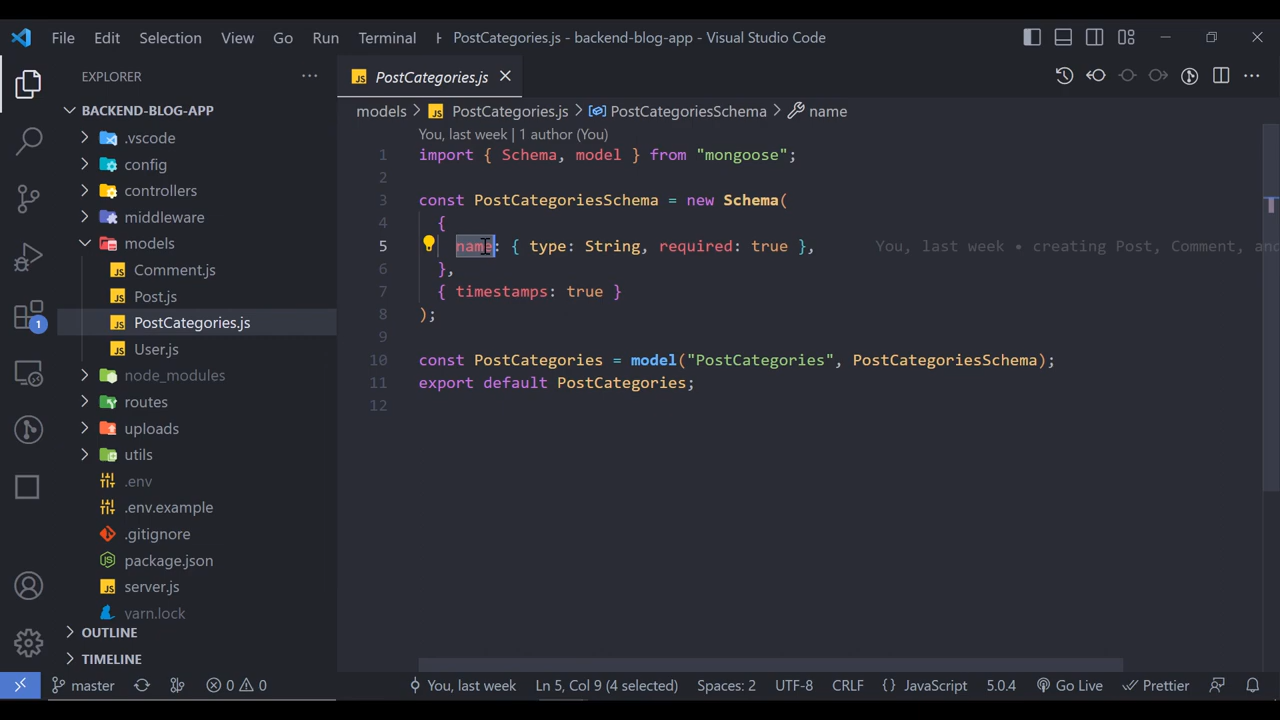 File Edit Selection View Go Run Terminal PostCategories.js - backend-blog-app - Visual Studio Code
EXPLORER
BACKEND-BLOG-APP
.vscode
config
controllers
middleware
models
Comment.js
Post.js
PostCategories.js
User.js
node_modules
routes
uploads
utils
.env
.env.example
.gitignore
package.json
server.js
yarn.lock
OUTLINE
TIMELINE
1
JS PostCategories.js
models > JS PostCategories.js > PostCategoriesSchema > name
You, last week | 1 author (You)
1 import { Schema, model } from "mongoose";
2
3 const PostCategoriesSchema = new Schema(
4 {
5 name: { type: String, required: true }, You, last week • creating Post, Comment, and
6 },
7 { timestamps: true }
8 );
9
10 const PostCategories = model("PostCategories", PostCategoriesSchema);
11 export default PostCategories;
12
master 0 0 You, last week Ln 5, Col 9 (4 selected) Spaces: 2 UTF-8 CRLF {} JavaScript 5.0.4 Go Live Prettier